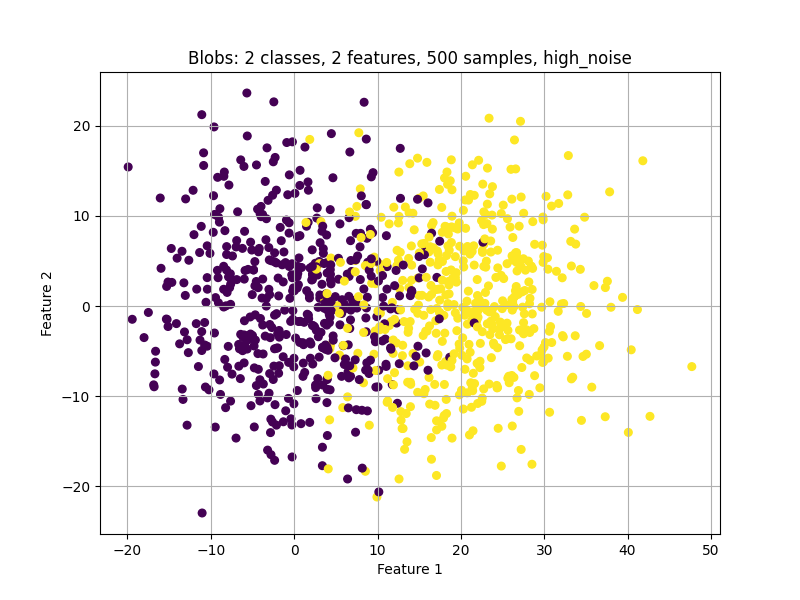 Blobs: 2 classes, 2 features, 500 samples, high_noise
20
10
0
−10
−20
Feature 2
−20 −10 0 10 20 30 40 50
Feature 1